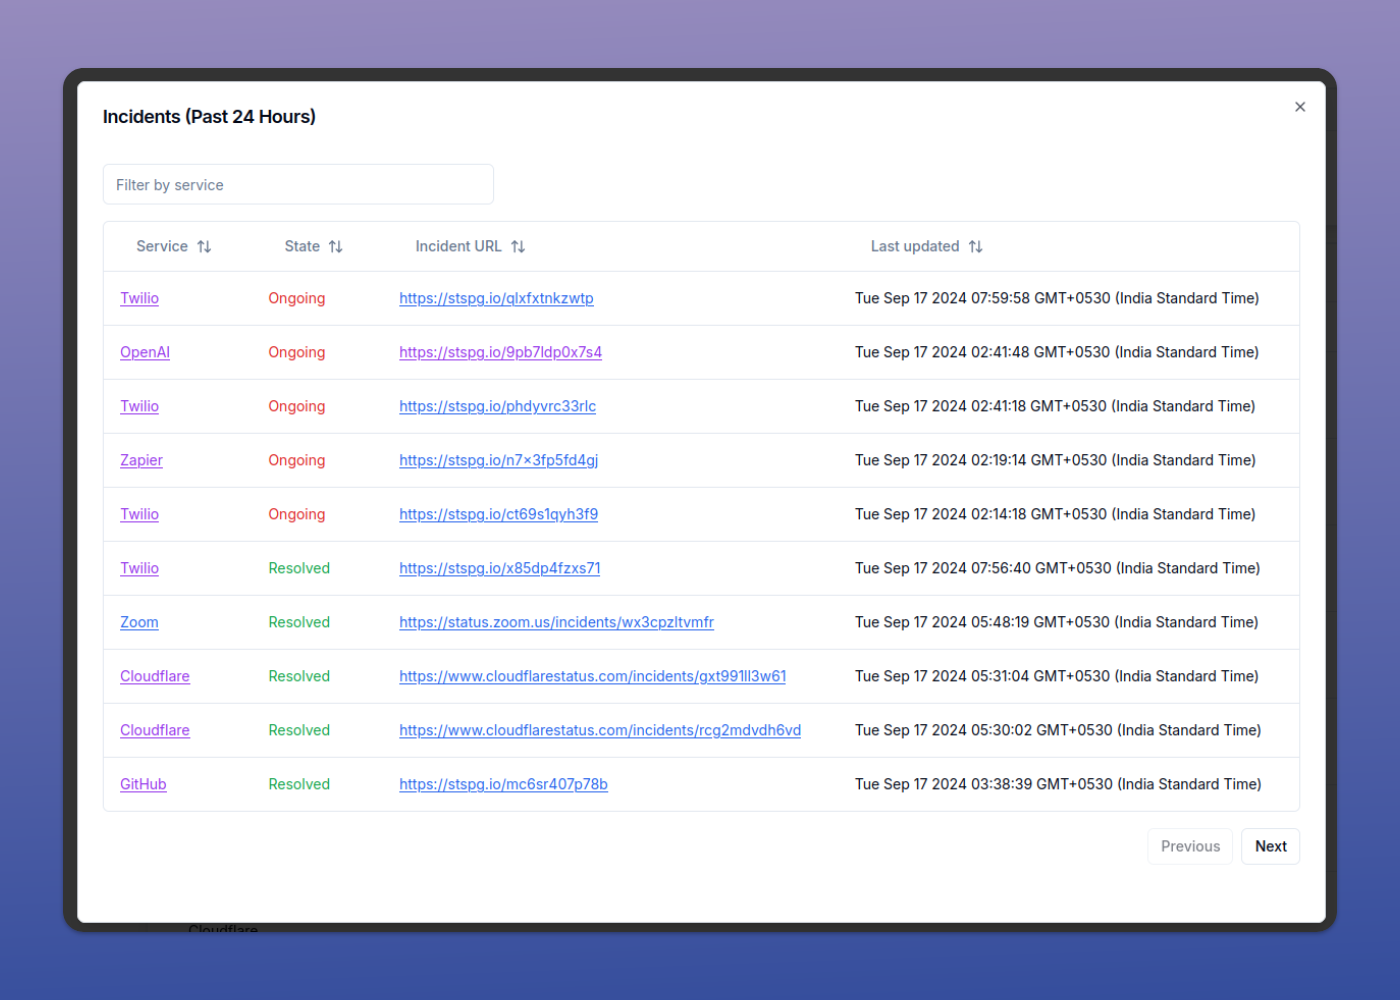 Incidents (Past 24 Hours)
Filter by service
Service State Incident URL Last updated
Twilio Ongoing https://stspg.io/qlxfxtnkzwtp Tue Sep 17 2024 07:59:58 GMT+0530 (India Standard Time)
OpenAI Ongoing https://stspg.io/9pb7ldp0x7s4 Tue Sep 17 2024 02:41:48 GMT+0530 (India Standard Time)
Twilio Ongoing https://stspg.io/phdyvrc33rlc Tue Sep 17 2024 02:41:18 GMT+0530 (India Standard Time)
Zapier Ongoing https://stspg.io/n7×3fp5fd4gj Tue Sep 17 2024 02:19:14 GMT+0530 (India Standard Time)
Twilio Ongoing https://stspg.io/ct69s1qyh3f9 Tue Sep 17 2024 02:14:18 GMT+0530 (India Standard Time)
Twilio Resolved https://stspg.io/x85dp4fzxs71 Tue Sep 17 2024 07:56:40 GMT+0530 (India Standard Time)
Zoom Resolved https://status.zoom.us/incidents/wx3cpzltvmfr Tue Sep 17 2024 05:48:19 GMT+0530 (India Standard Time)
Cloudflare Resolved https://www.cloudflarestatus.com/incidents/gxt991ll3w61 Tue Sep 17 2024 05:31:04 GMT+0530 (India Standard Time)
Cloudflare Resolved https://www.cloudflarestatus.com/incidents/rcg2mdvdh6vd Tue Sep 17 2024 05:30:02 GMT+0530 (India Standard Time)
GitHub Resolved https://stspg.io/mc6sr407p78b Tue Sep 17 2024 03:38:39 GMT+0530 (India Standard Time)
Previous Next
Cloudflare